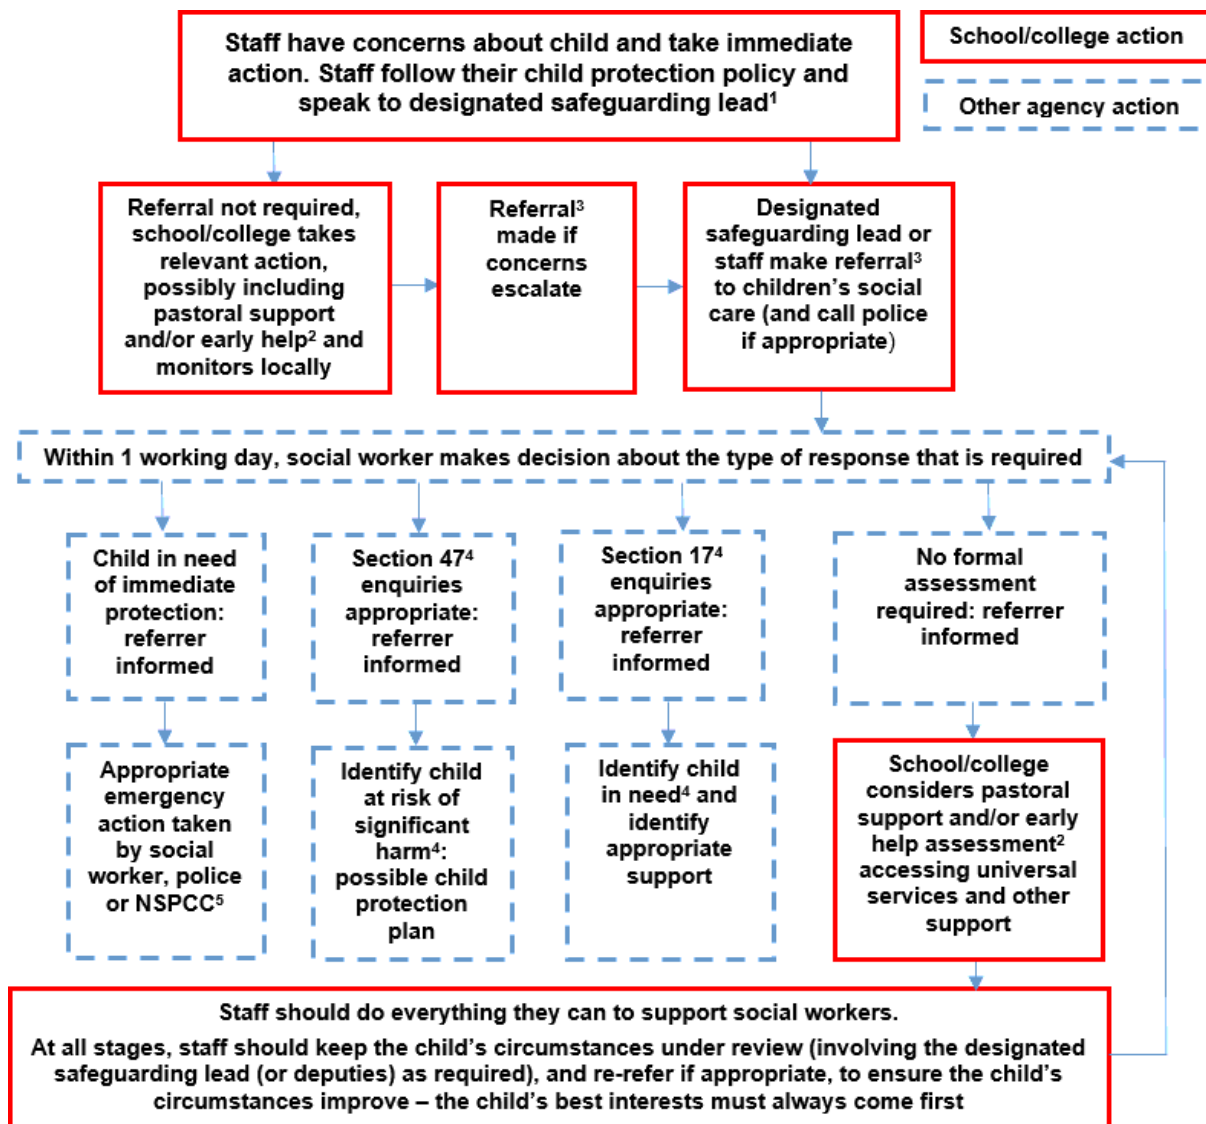 Staff have concerns about child and take immediate
action. Staff follow their child protection policy and
speak to designated safeguarding lead¹
School/college action
Other agency action
Referral not required,
school/college takes
relevant action,
possibly including
pastoral support
and/or early help² and
monitors locally
Referral³
made if
concerns
escalate
Designated
safeguarding lead or
staff make referral³
to children's social
care (and call police
if appropriate)
Within 1 working day, social worker makes decision about the type of response that is required
Child in need
of immediate
protection:
referrer
informed
Section 47⁴
enquiries
appropriate:
referrer
informed
Section 17⁴
enquiries
appropriate:
referrer
informed
No formal
assessment
required: referrer
informed
Appropriate
emergency
action taken
by social
worker, police
or NSPCC⁵
Identify child
at risk of
significant
harm⁴:
possible child
protection
plan
Identify child
in need⁴ and
identify
appropriate
support
School/college
considers pastoral
support and/or early
help assessment²
accessing universal
services and other
support
Staff should do everything they can to support social workers.
At all stages, staff should keep the child's circumstances under review (involving the designated
safeguarding lead (or deputies) as required), and re-refer if appropriate, to ensure the child's
circumstances improve – the child's best interests must always come first